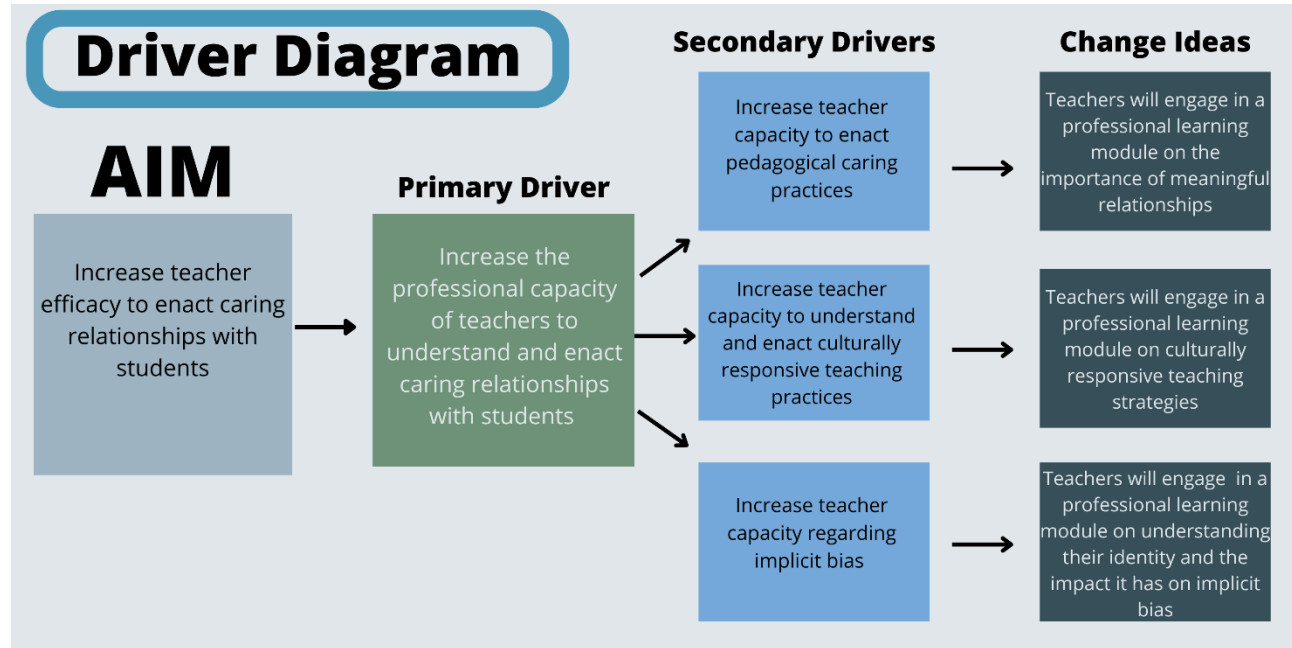 Driver Diagram
AIM
Increase teacher
efficacy to enact caring
relationships with
students
Primary Driver
Increase the
professional capacity
of teachers to
understand and enact
caring relationships
with students
Secondary Drivers
Increase teacher
capacity to enact
pedagogical caring
practices
Increase teacher
capacity to understand
and enact culturally
responsive teaching
practices
Increase teacher
capacity regarding
implicit bias
Change Ideas
Teachers will engage in a
professional learning
module on the
importance of meaningful
relationships
Teachers will engage in a
professional learning
module on culturally
responsive teaching
strategies
Teachers will engage  in a
professional learning
module on understanding
their identity and the
impact it has on implicit
bias